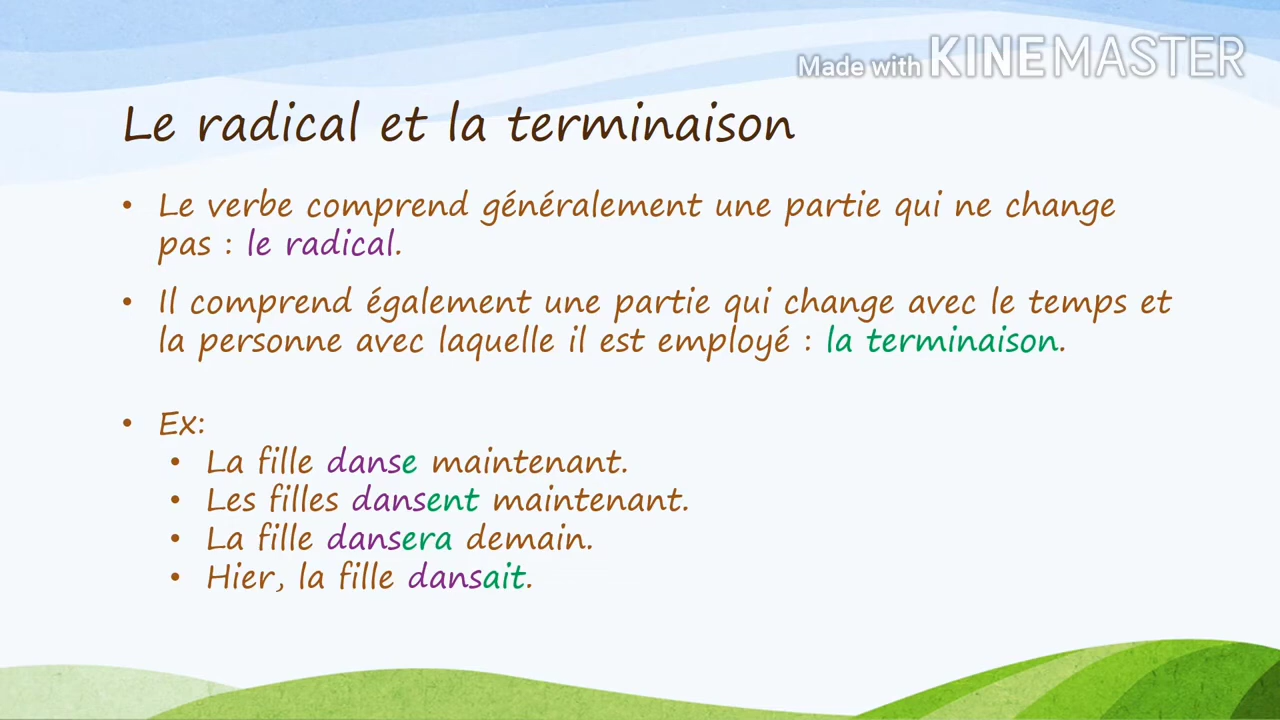 Made with KINEMASTER
Le radical et la terminaison
• Le verbe comprend généralement une partie qui ne change
pas : le radical.
• Il comprend également une partie qui change avec le temps et
la personne avec laquelle il est employé : la terminaison.
• Ex:
• La fille danse maintenant.
• Les filles dansent maintenant.
• La fille dansera demain.
• Hier, la fille dansait.